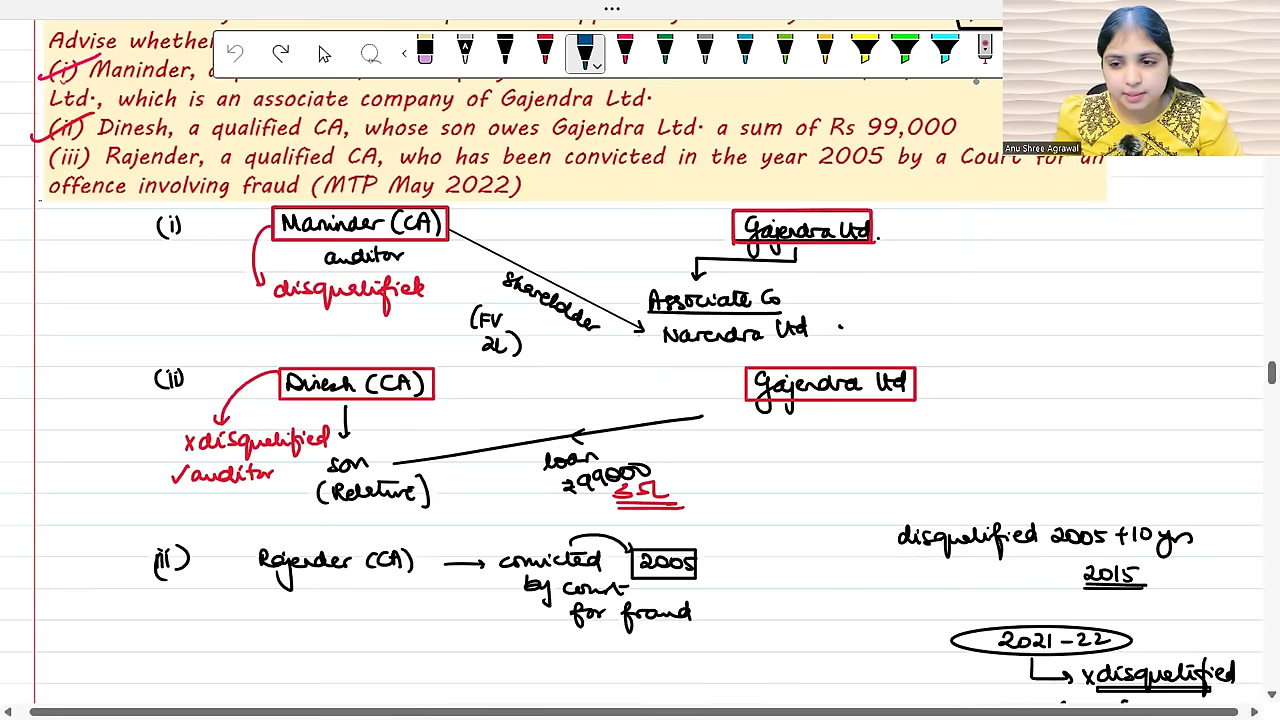 Advise whether
(i) Maninder, a
Ltd., which is an associate company of Gajendra Ltd.
(ii) Dinesh, a qualified CA, whose son owes Gajendra Ltd. a sum of Rs 99,000
(iii) Rajender, a qualified CA, who has been convicted in the year 2005 by a Court for an
offence involving fraud (MTP May 2022)
Anu Shree Agrawal
(i) Maninder (CA) Gajendra Ltd.
auditor
disqualified
shareholder
(FV
2L)
Associate Co
Narendra Ltd
(ii) Dinesh (CA) Gajendra Ltd
x disqualified
✓ auditor
son
(Relative)
loan
₹99000
≤ 5L
Rajender (CA) → convicted 2005
by court
for fraud
disqualified 2005 + 10 yrs
2015
2021-22
x disqualified